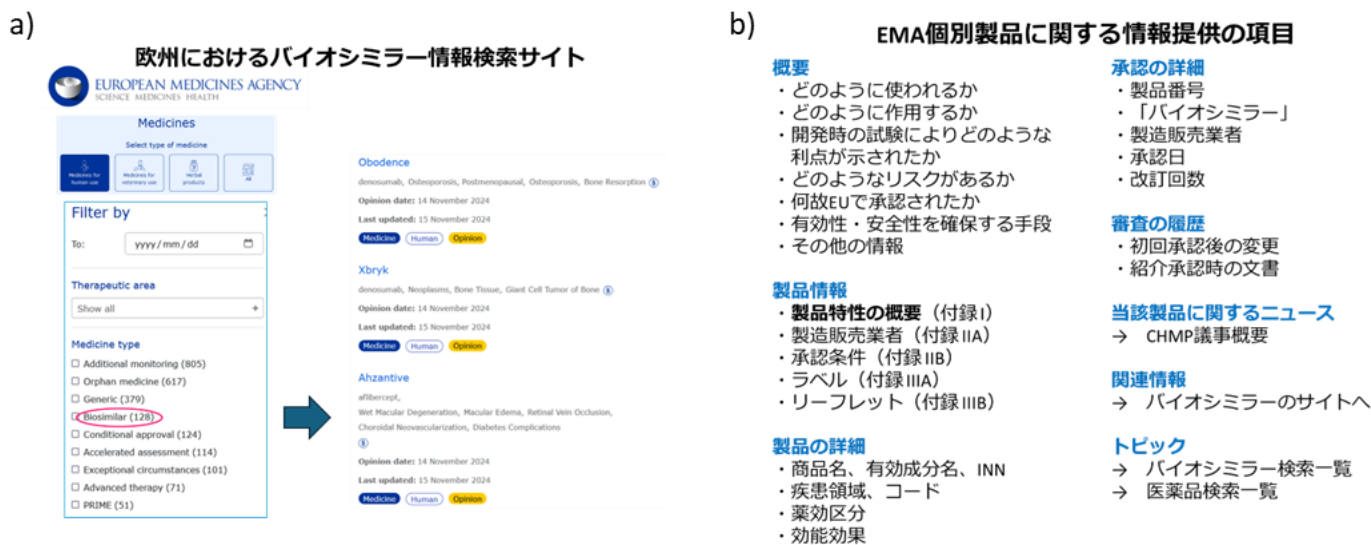 a)
欧州におけるバイオシミラー情報検索サイト
EUROPEAN MEDICINES AGENCY
SCIENCE MEDICINES HEALTH
Medicines
Select type of medicine
Medicines for human use
Medicines for veterinary use
Herbal products
All
Filter by
To:
yyyy/mm/dd
Therapeutic area
Show all +
Medicine type
Additional monitoring (805)
Orphan medicine (617)
Generic (379)
Biosimilar (128)
Conditional approval (124)
Accelerated assessment (114)
Exceptional circumstances (101)
Advanced therapy (71)
PRIME (51)
Obodence
denosumab, Osteoporosis, Postmenopausal, Osteoporosis, Bone Resorption
Opinion date: 14 November 2024
Last updated: 15 November 2024
Medicine Human Opinion
Xbryk
denosumab, Neoplasms, Bone Tissue, Giant Cell Tumor of Bone
Opinion date: 14 November 2024
Last updated: 15 November 2024
Medicine Human Opinion
Ahzantive
aflibercept,
Wet Macular Degeneration, Macular Edema, Retinal Vein Occlusion,
Choroidal Neovascularization, Diabetes Complications
Opinion date: 14 November 2024
Last updated: 15 November 2024
Medicine Human Opinion
b)
EMA個別製品に関する情報提供の項目
概要
・どのように使われるか
・どのように作用するか
・開発時の試験によりどのような
利点が示されたか
・どのようなリスクがあるか
・何故EUで承認されたか
・有効性・安全性を確保する手段
・その他の情報
製品情報
・製品特性の概要（付録I）
・製造販売業者（付録IIA）
・承認条件（付録IIB）
・ラベル（付録IIIA）
・リーフレット（付録IIIB）
製品の詳細
・商品名、有効成分名、INN
・疾患領域、コード
・薬効区分
・効能効果
承認の詳細
・製品番号
・「バイオシミラー」
・製造販売業者
・承認日
・改訂回数
審査の履歴
・初回承認後の変更
・紹介承認時の文書
当該製品に関するニュース
→ CHMP議事概要
関連情報
→ バイオシミラーのサイトへ
トピック
→ バイオシミラー検索一覧
→ 医薬品検索一覧